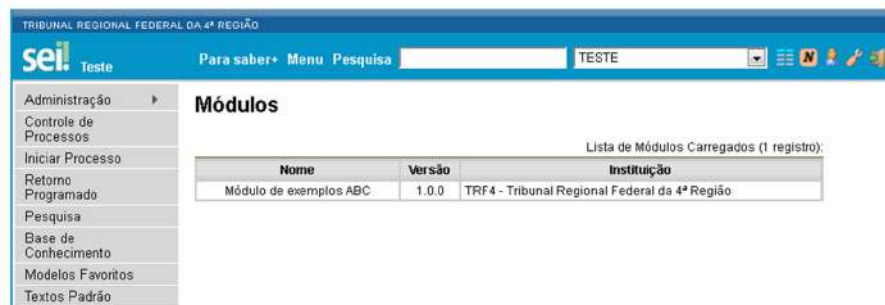 TRIBUNAL REGIONAL FEDERAL DA 4ª REGIÃO
sei! Teste
Para saber+ Menu Pesquisa TESTE
N
Administração
Controle de
Processos
Iniciar Processo
Retorno
Programado
Pesquisa
Base de
Conhecimento
Modelos Favoritos
Textos Padrão
Módulos
Lista de Módulos Carregados (1 registro):
Nome Versão Instituição
Módulo de exemplos ABC 1.0.0 TRF4 - Tribunal Regional Federal da 4ª Região